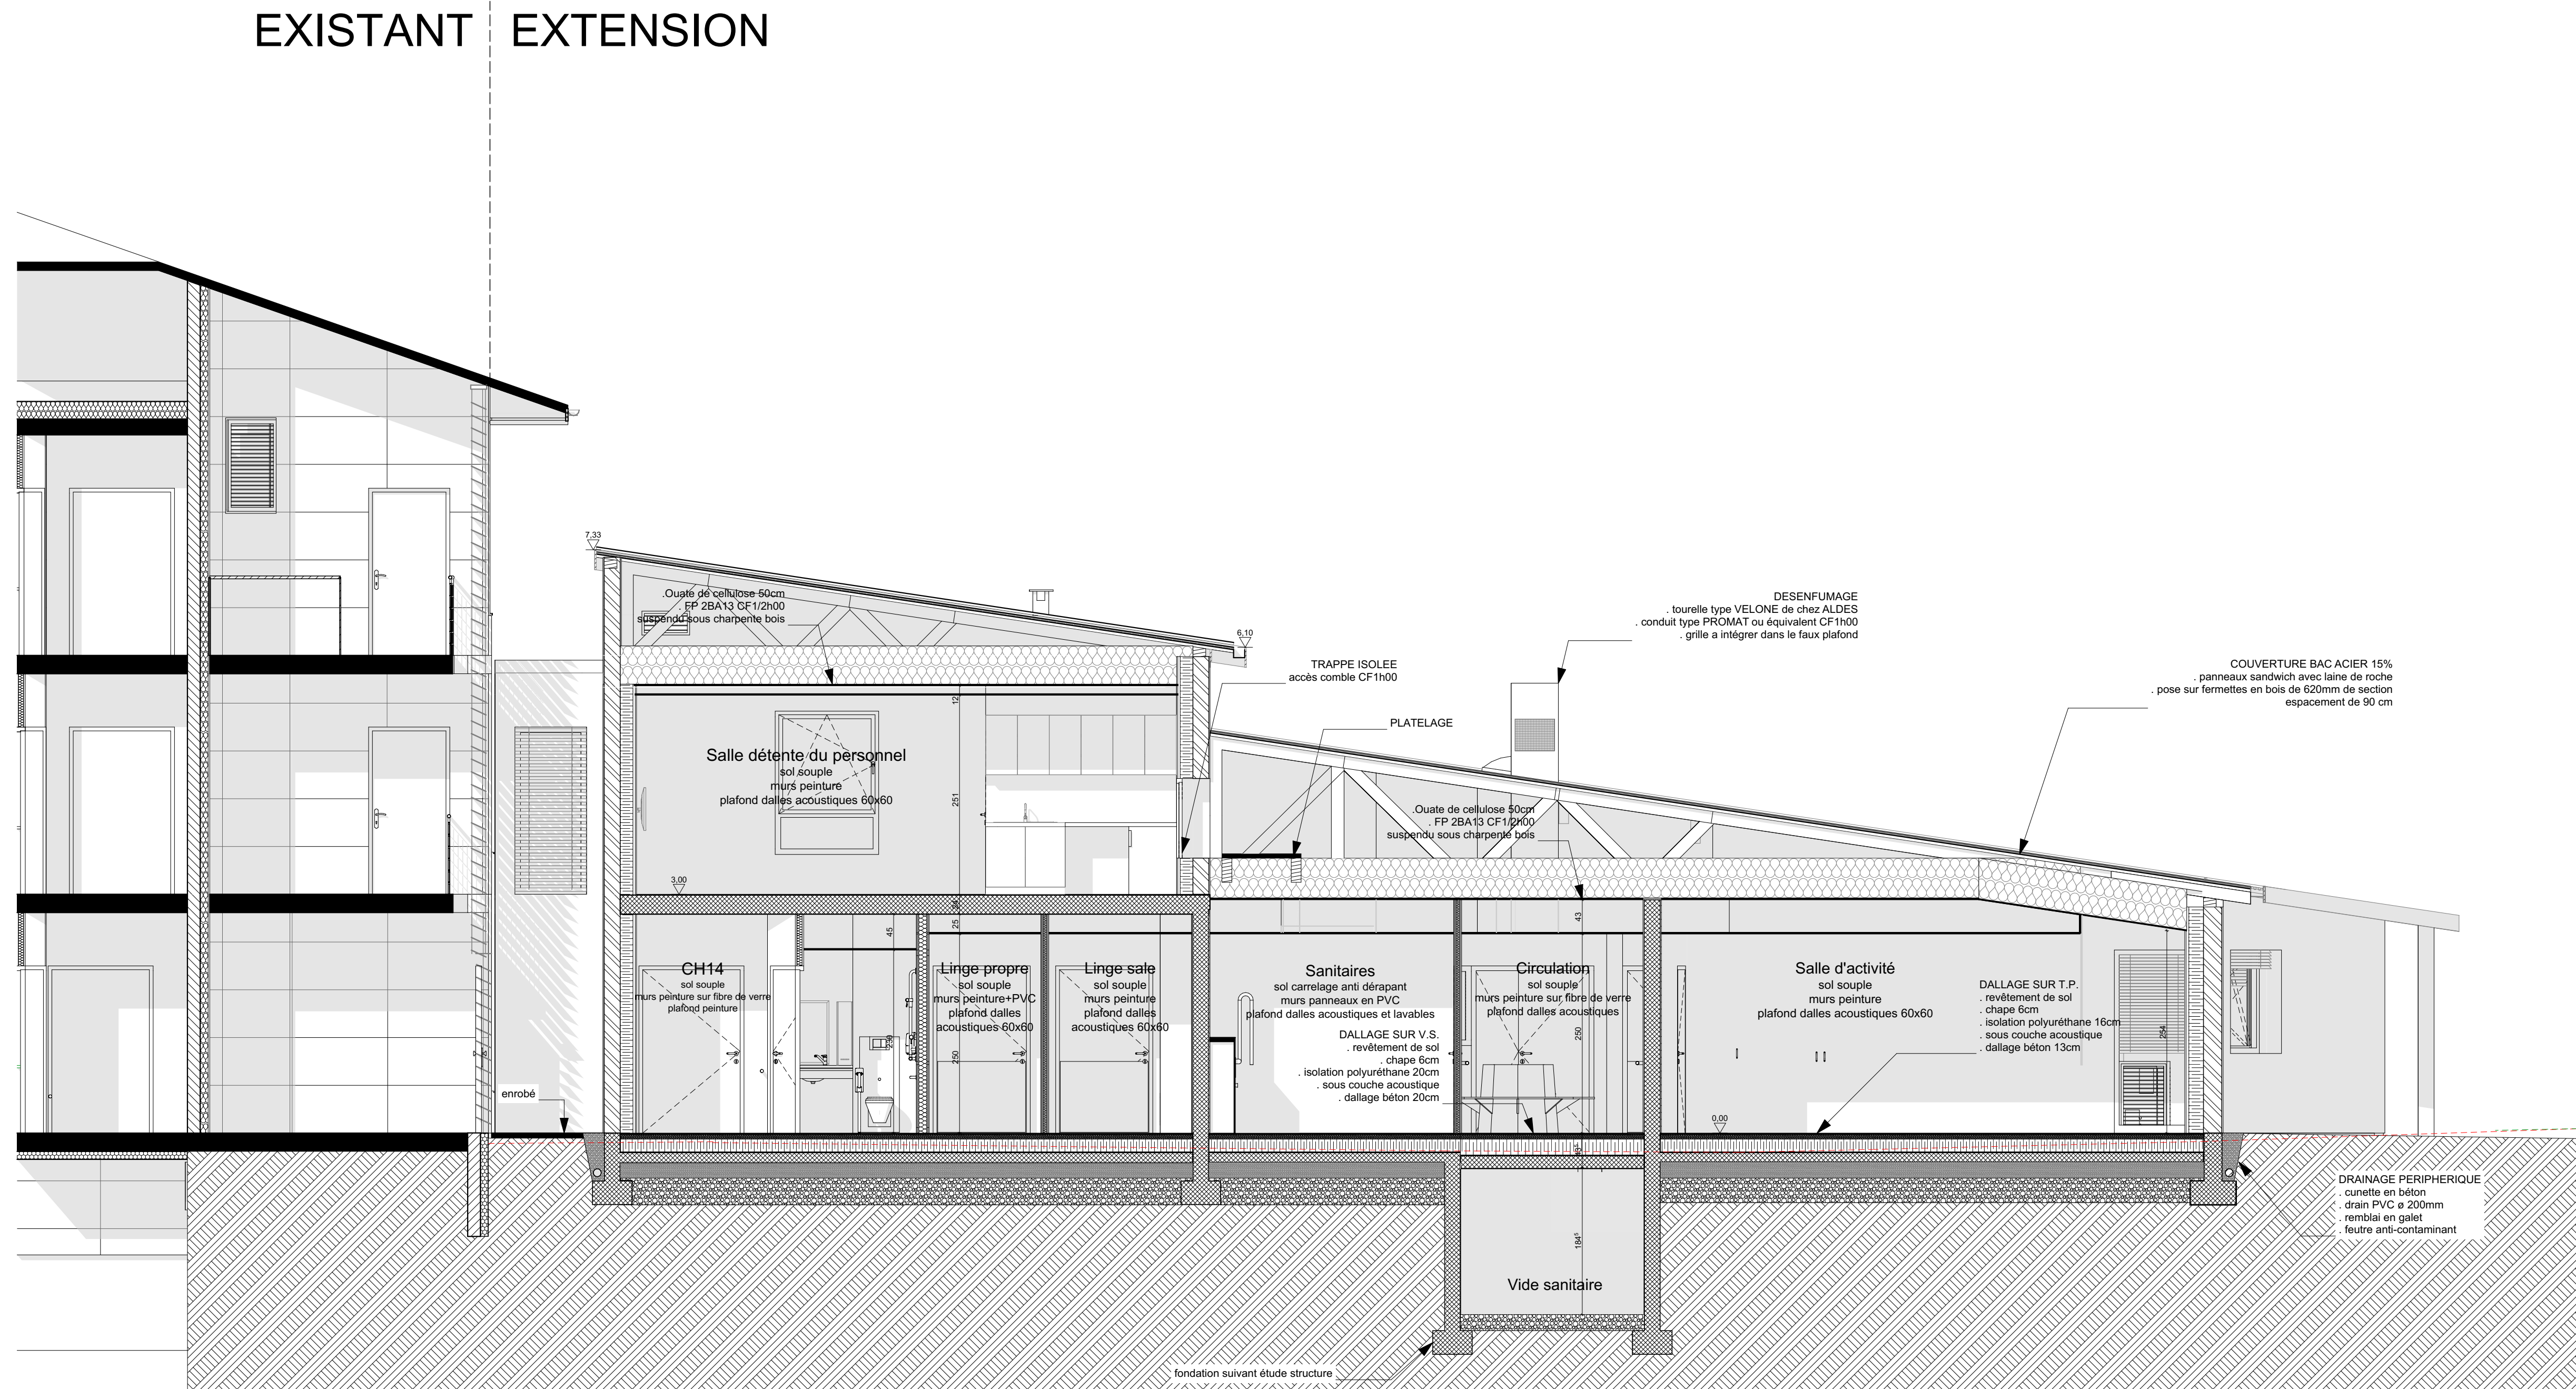 EXISTANT
EXTENSION
7,33
.Ouate de cellulose 50cm
. FP 2BA13 CF1/2h00
suspendu sous charpente bois
6,10
TRAPPE ISOLEE
accès comble CF1h00
PLATELAGE
DESENFUMAGE
. tourelle type VELONE de chez ALDES
. conduit type PROMAT ou équivalent CF1h00
. grille a intégrer dans le faux plafond
COUVERTURE BAC ACIER 15%
. panneaux sandwich avec laine de roche
. pose sur fermettes en bois de 620mm de section
espacement de 90 cm
12
Salle détente du personnel
sol souple
murs peinture
plafond dalles acoustiques 60x60
251
.Ouate de cellulose 50cm
. FP 2BA13 CF1/2h00
suspendu sous charpente bois
3,00
24
25
45
43
CH14
sol souple
murs peinture sur fibre de verre
plafond peinture
239
Linge propre
sol souple
murs peinture+PVC
plafond dalles
acoustiques 60x60
250
Linge sale
sol souple
murs peinture
plafond dalles
acoustiques 60x60
Sanitaires
sol carrelage anti dérapant
murs panneaux en PVC
plafond dalles acoustiques et lavables
DALLAGE SUR V.S.
. revêtement de sol
. chape 6cm
. isolation polyuréthane 20cm
. sous couche acoustique
. dallage béton 20cm
Circulation
sol souple
murs peinture sur fibre de verre
plafond dalles acoustiques
250
Salle d'activité
sol souple
murs peinture
plafond dalles acoustiques 60x60
DALLAGE SUR T.P.
. revêtement de sol
. chape 6cm
. isolation polyuréthane 16cm
. sous couche acoustique
. dallage béton 13cm
254
enrobé
0,00
184⁵
Vide sanitaire
DRAINAGE PERIPHERIQUE
. cunette en béton
. drain PVC ø 200mm
. remblai en galet
. feutre anti-contaminant
fondation suivant étude structure